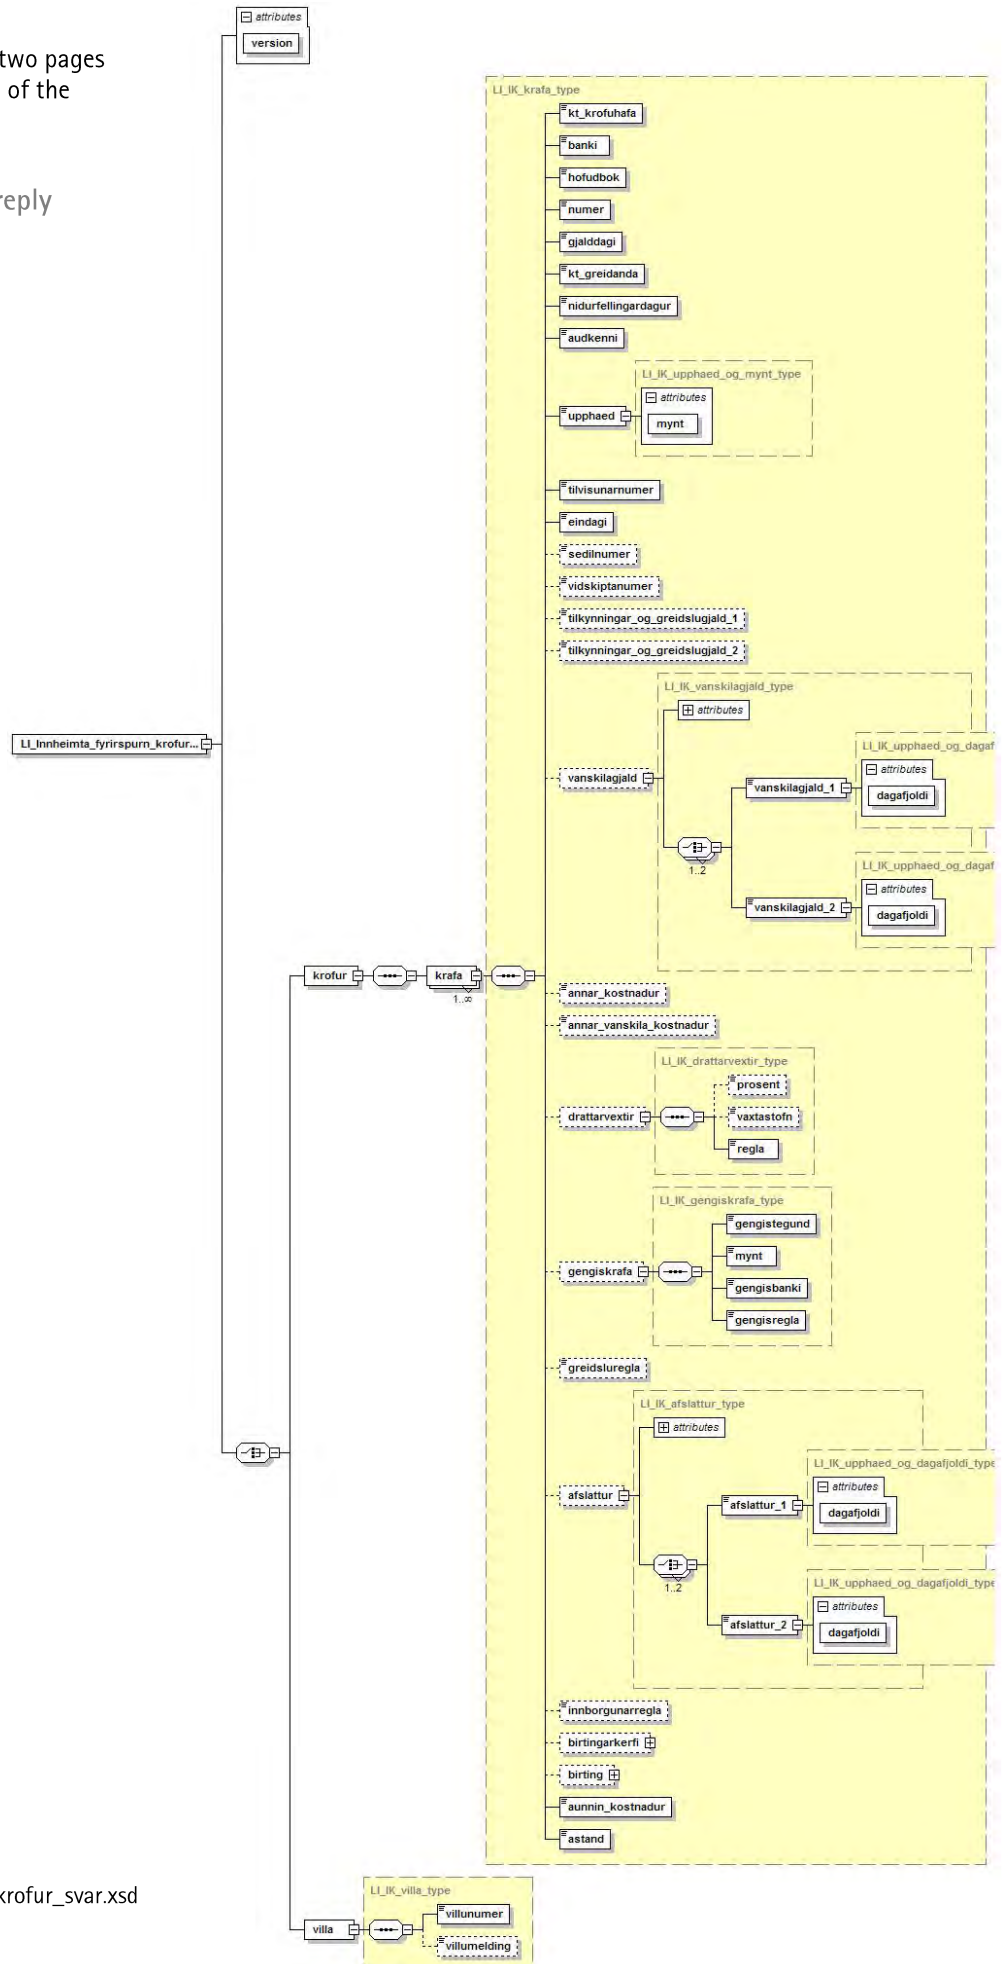 attributes
version
two pages
of the
reply
LI_IK_krafa_type
kt_krofuhafa
banki
hofudbok
numer
gjalddagi
kt_greidanda
nidurfellingardagur
audkenni
LI_IK_upphaed_og_mynt_type
attributes
upphaed
mynt
tilvisunarnumer
eindagi
sedilnumer
vidskiptanumer
tilkynningar_og_greidslugjald_1
tilkynningar_og_greidslugjald_2
LI_IK_vanskilagjald_type
attributes
LI_Innheimta_fyrirspurn_krofur...
LI_IK_upphaed_og_dagaf
attributes
vanskilagjald
vanskilagjald_1
dagafjoldi
1..2
LI_IK_upphaed_og_dagaf
attributes
vanskilagjald_2
dagafjoldi
krofur
krafa
1..∞
annar_kostnadur
annar_vanskila_kostnadur
LI_IK_drattarvextir_type
prosent
drattarvextir
vaxtastofn
regla
LI_IK_gengiskrafa_type
gengistegund
mynt
gengiskrafa
gengisbanki
gengisregla
greidsluregla
LI_IK_afslattur_type
attributes
LI_IK_upphaed_og_dagafjoldi_type
attributes
afslattur
afslattur_1
dagafjoldi
1..2
LI_IK_upphaed_og_dagafjoldi_type
attributes
afslattur_2
dagafjoldi
innborgunarregla
birtingarkerfi
birting
aunnin_kostnadur
astand
krofur_svar.xsd
LI_IK_villa_type
villunumer
villa
villumelding